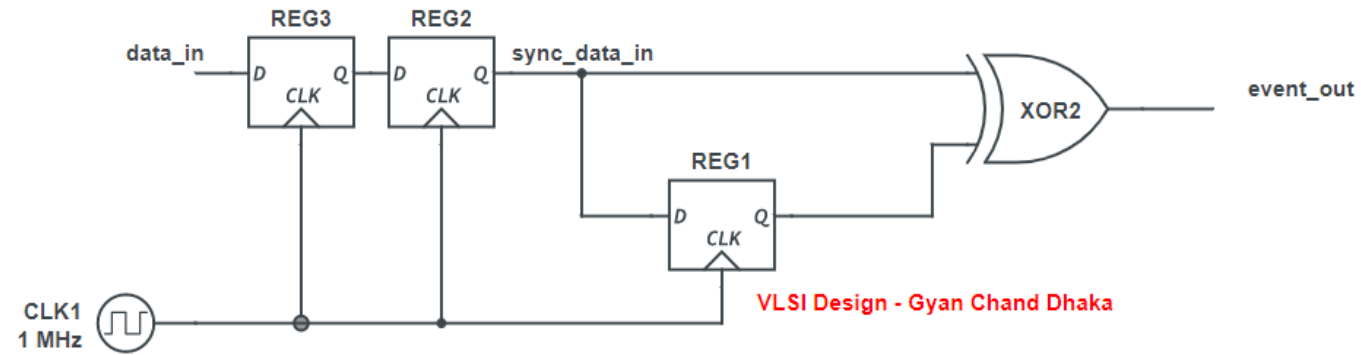 REG3
REG2
data_in
sync_data_in
D
Q
CLK
D
Q
CLK
event_out
XOR2
REG1
D
Q
CLK
CLK1
1 MHz
VLSI Design - Gyan Chand Dhaka